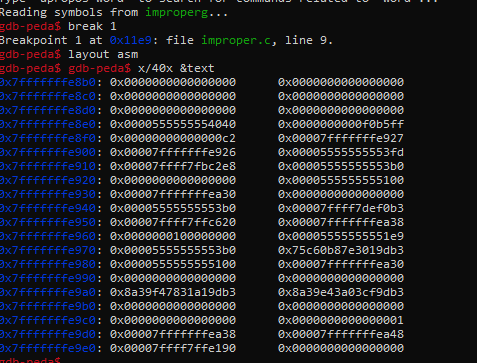 Type "apropos word" to search for commands related to "word"...
Reading symbols from improperg...
gdb-peda$ break 1
Breakpoint 1 at 0x11e9: file improper.c, line 9.
gdb-peda$ layout asm
gdb-peda$ gdb-peda$ x/40x &text
0x7fffffffe8b0: 0x0000000000000000 0x0000000000000000
0x7fffffffe8c0: 0x0000000000000000 0x0000000000000000
0x7fffffffe8d0: 0x0000000000000000 0x0000000000000000
0x7fffffffe8e0: 0x0000555555554040 0x0000000000f0b5ff
0x7fffffffe8f0: 0x00000000000000c2 0x00007fffffffe927
0x7fffffffe900: 0x00007fffffffe926 0x00005555555553fd
0x7fffffffe910: 0x00007ffff7fbc2e8 0x00005555555553b0
0x7fffffffe920: 0x0000000000000000 0x0000555555555100
0x7fffffffe930: 0x00007fffffffea30 0x0000000000000000
0x7fffffffe940: 0x00005555555553b0 0x00007ffff7def0b3
0x7fffffffe950: 0x00007ffff7ffc620 0x00007fffffffea38
0x7fffffffe960: 0x0000000100000000 0x00005555555551e9
0x7fffffffe970: 0x00005555555553b0 0x75c60b87e3019db3
0x7fffffffe980: 0x0000555555555100 0x00007fffffffea30
0x7fffffffe990: 0x0000000000000000 0x0000000000000000
0x7fffffffe9a0: 0x8a39f47831a19db3 0x8a39e43a03cf9db3
0x7fffffffe9b0: 0x0000000000000000 0x0000000000000000
0x7fffffffe9c0: 0x0000000000000000 0x0000000000000001
0x7fffffffe9d0: 0x00007fffffffea38 0x00007fffffffea48
0x7fffffffe9e0: 0x00007ffff7ffe190 0x0000000000000000
gdb-peda$